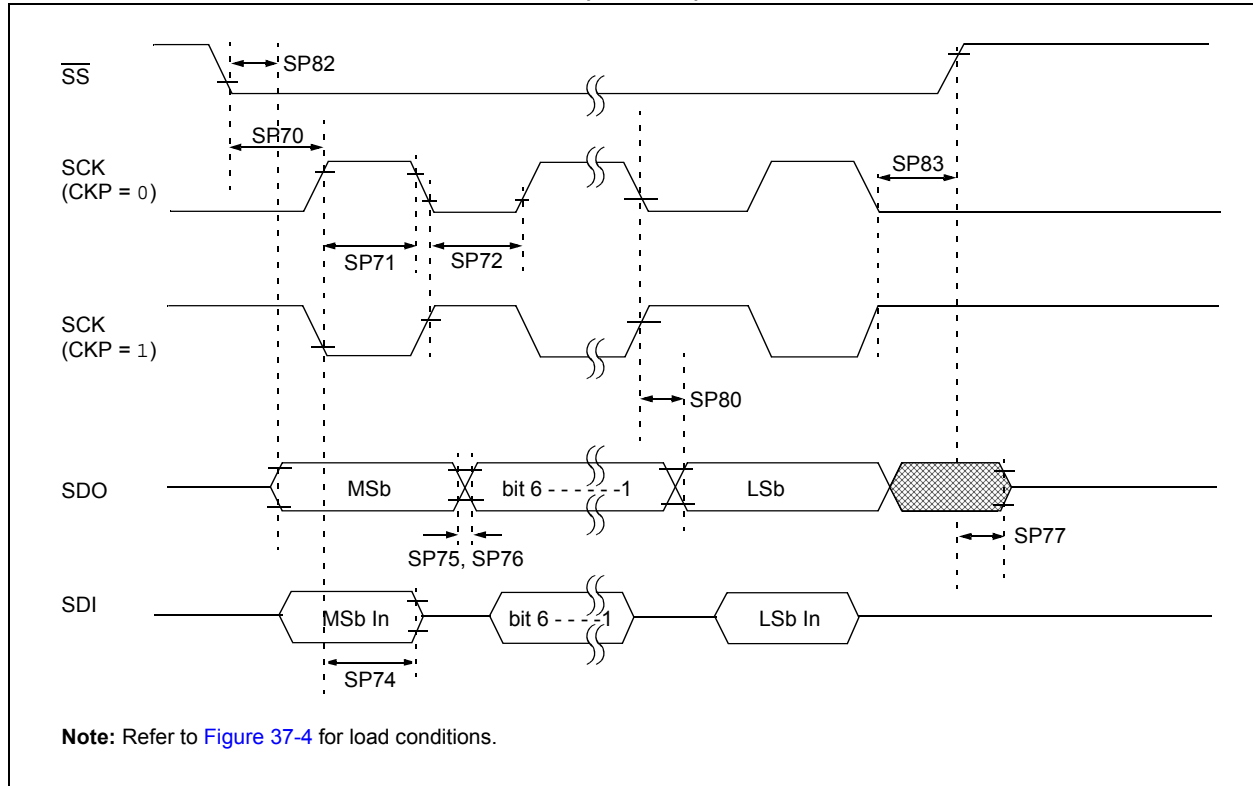 SS
SP82
SP70
SCK
(CKP = 0)
SP83
SP71
SP72
SCK
(CKP = 1)
SP80
SDO
MSb
bit 6 - - - - - -1
LSb
SP75, SP76
SP77
SDI
MSb In
bit 6 - - - -1
LSb In
SP74
Note: Refer to Figure 37-4 for load conditions.